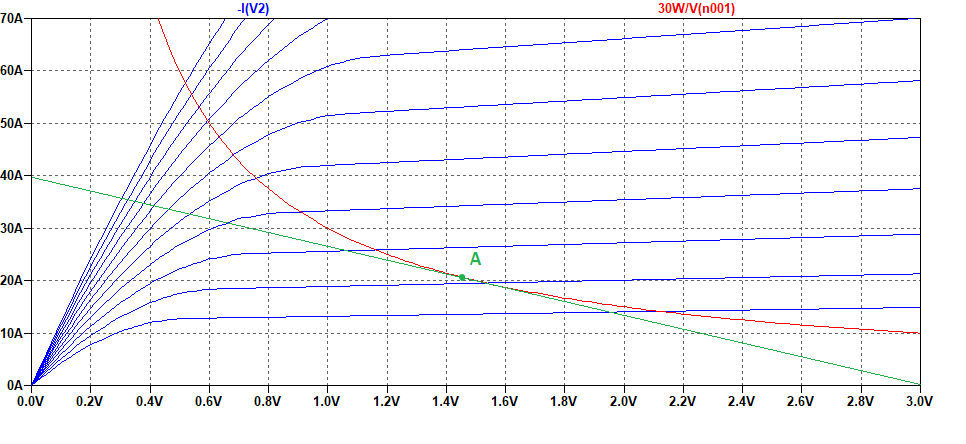 -I(V2) 30W/V(n001)
70A
60A
50A
40A
30A
20A
10A
0A
A
0.0V 0.2V 0.4V 0.6V 0.8V 1.0V 1.2V 1.4V 1.6V 1.8V 2.0V 2.2V 2.4V 2.6V 2.8V 3.0V